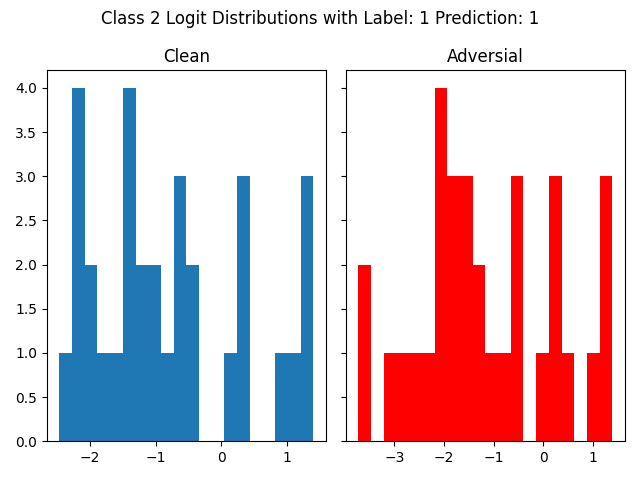 Class 2 Logit Distributions with Label: 1 Prediction: 1
Clean
Adversial
4.0
3.5
3.0
2.5
2.0
1.5
1.0
0.5
0.0
−2 −1 0 1
−3 −2 −1 0 1